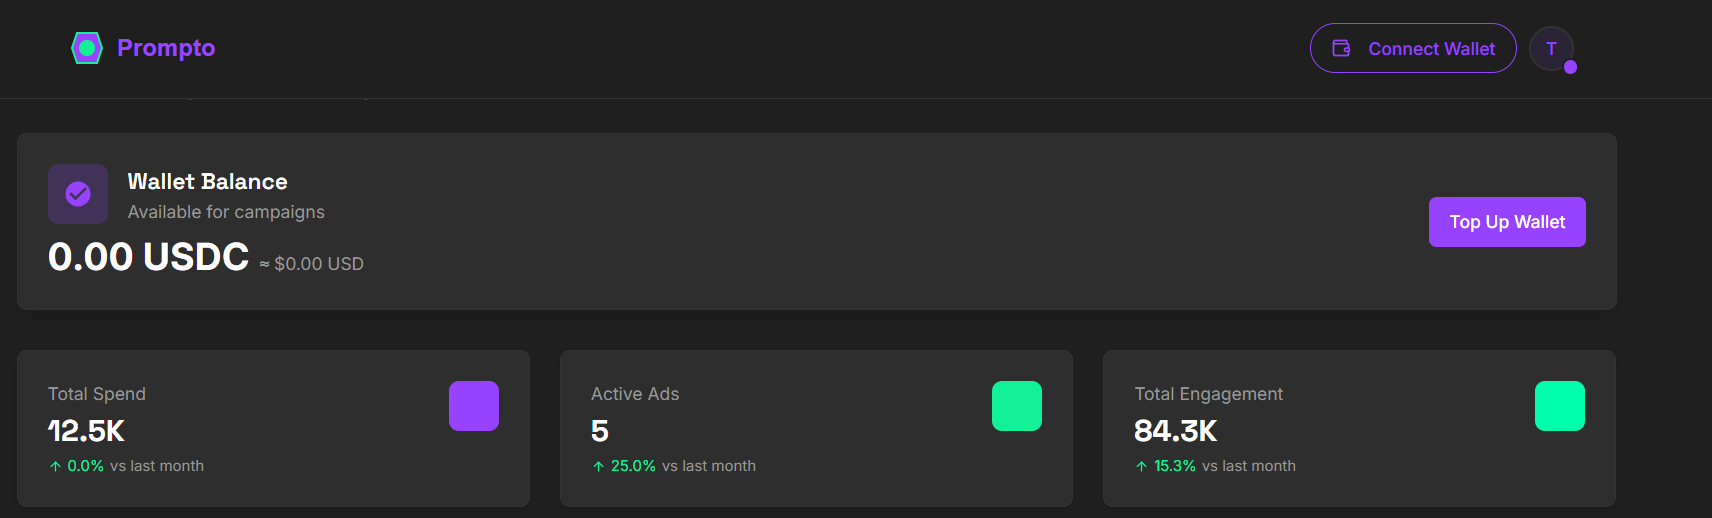 Prompto
Connect Wallet
T
Wallet Balance
Available for campaigns
0.00 USDC ≈ $0.00 USD
Top Up Wallet
Total Spend
12.5K
↑ 0.0% vs last month
Active Ads
5
↑ 25.0% vs last month
Total Engagement
84.3K
↑ 15.3% vs last month